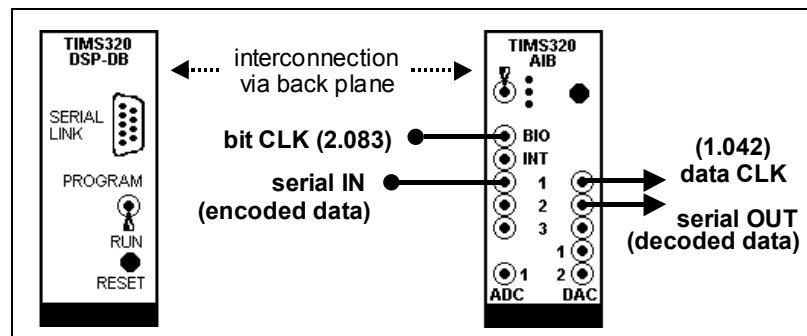 TIMS320
DSP-DB
SERIAL
LINK
PROGRAM
RUN
RESET
interconnection
via back plane
bit CLK (2.083)
serial IN
(encoded data)
TIMS320
AIB
BIO
INT
1
2
3
1
1 2
ADC DAC
(1.042)
data CLK
serial OUT
(decoded data)